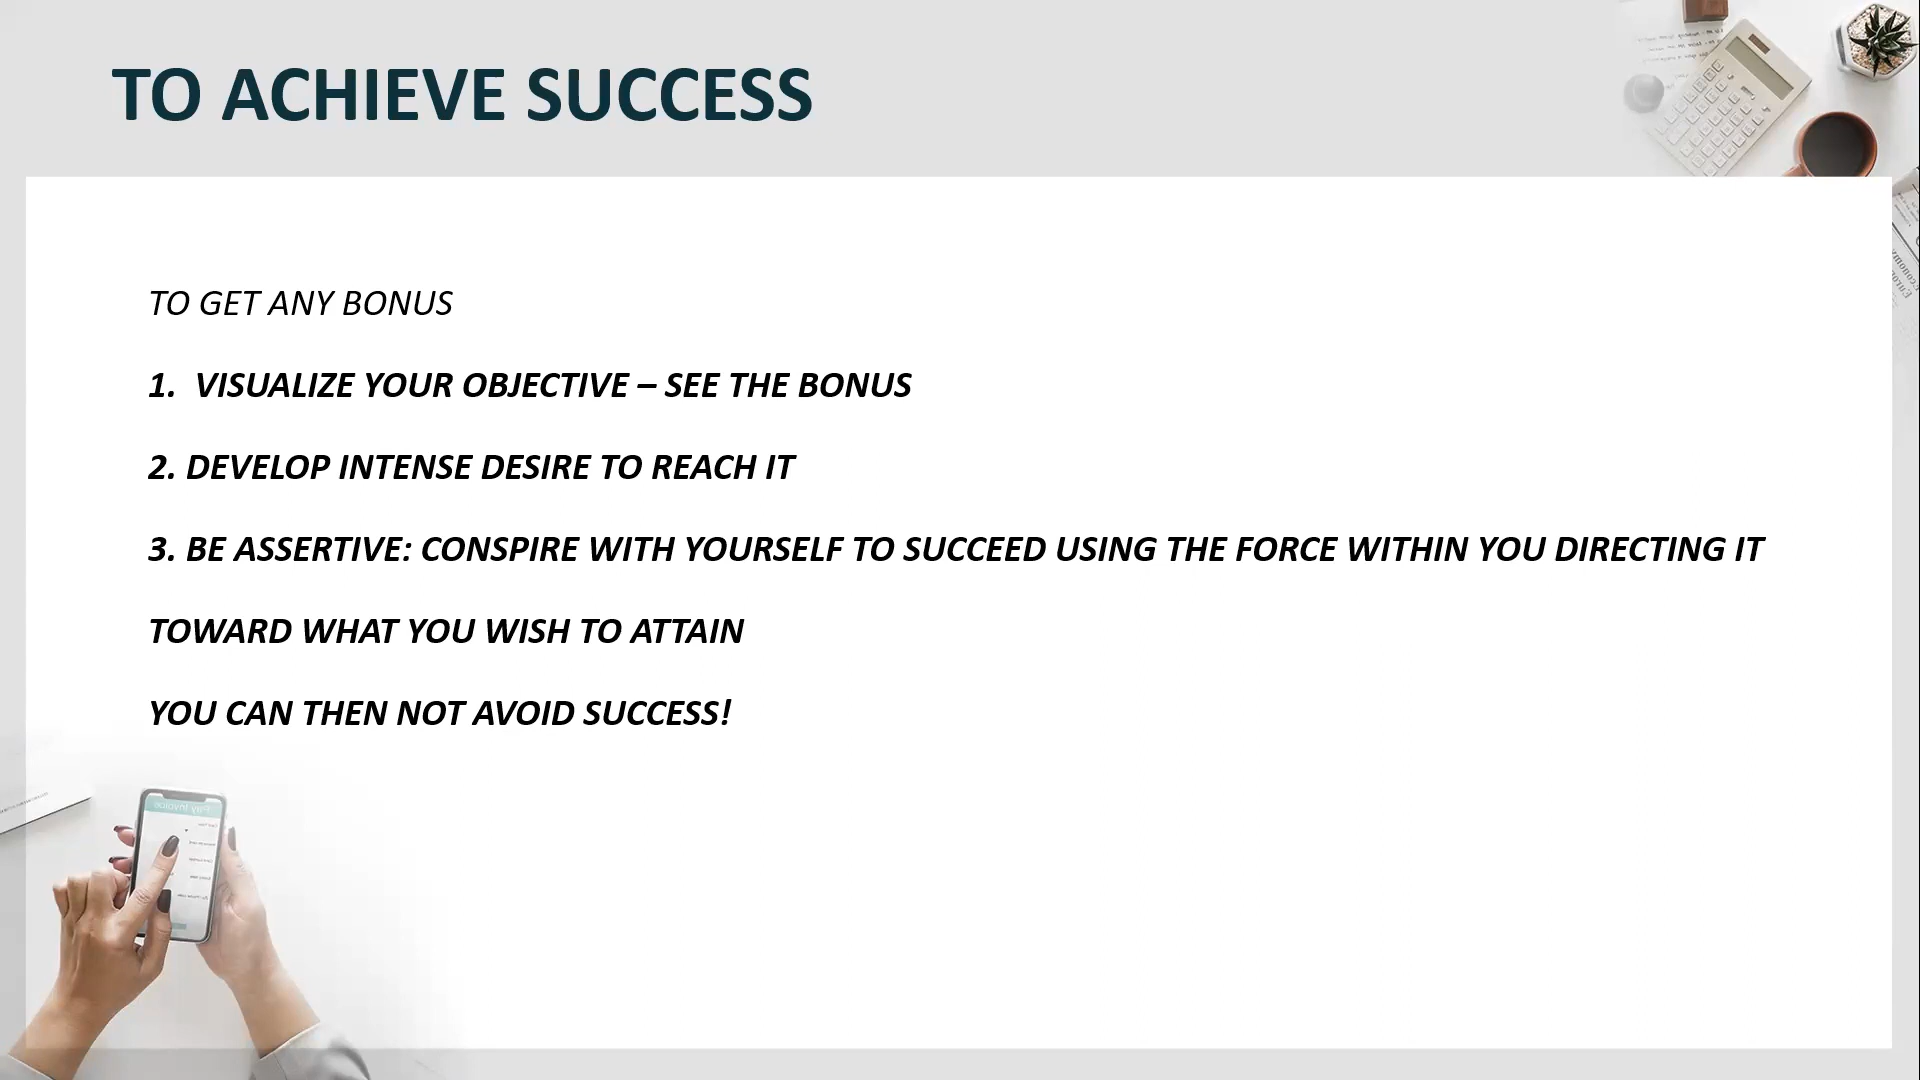 TO ACHIEVE SUCCESS
TO GET ANY BONUS
1. VISUALIZE YOUR OBJECTIVE – SEE THE BONUS
2. DEVELOP INTENSE DESIRE TO REACH IT
3. BE ASSERTIVE: CONSPIRE WITH YOURSELF TO SUCCEED USING THE FORCE WITHIN YOU DIRECTING IT
TOWARD WHAT YOU WISH TO ATTAIN
YOU CAN THEN NOT AVOID SUCCESS!
Pay Invoice